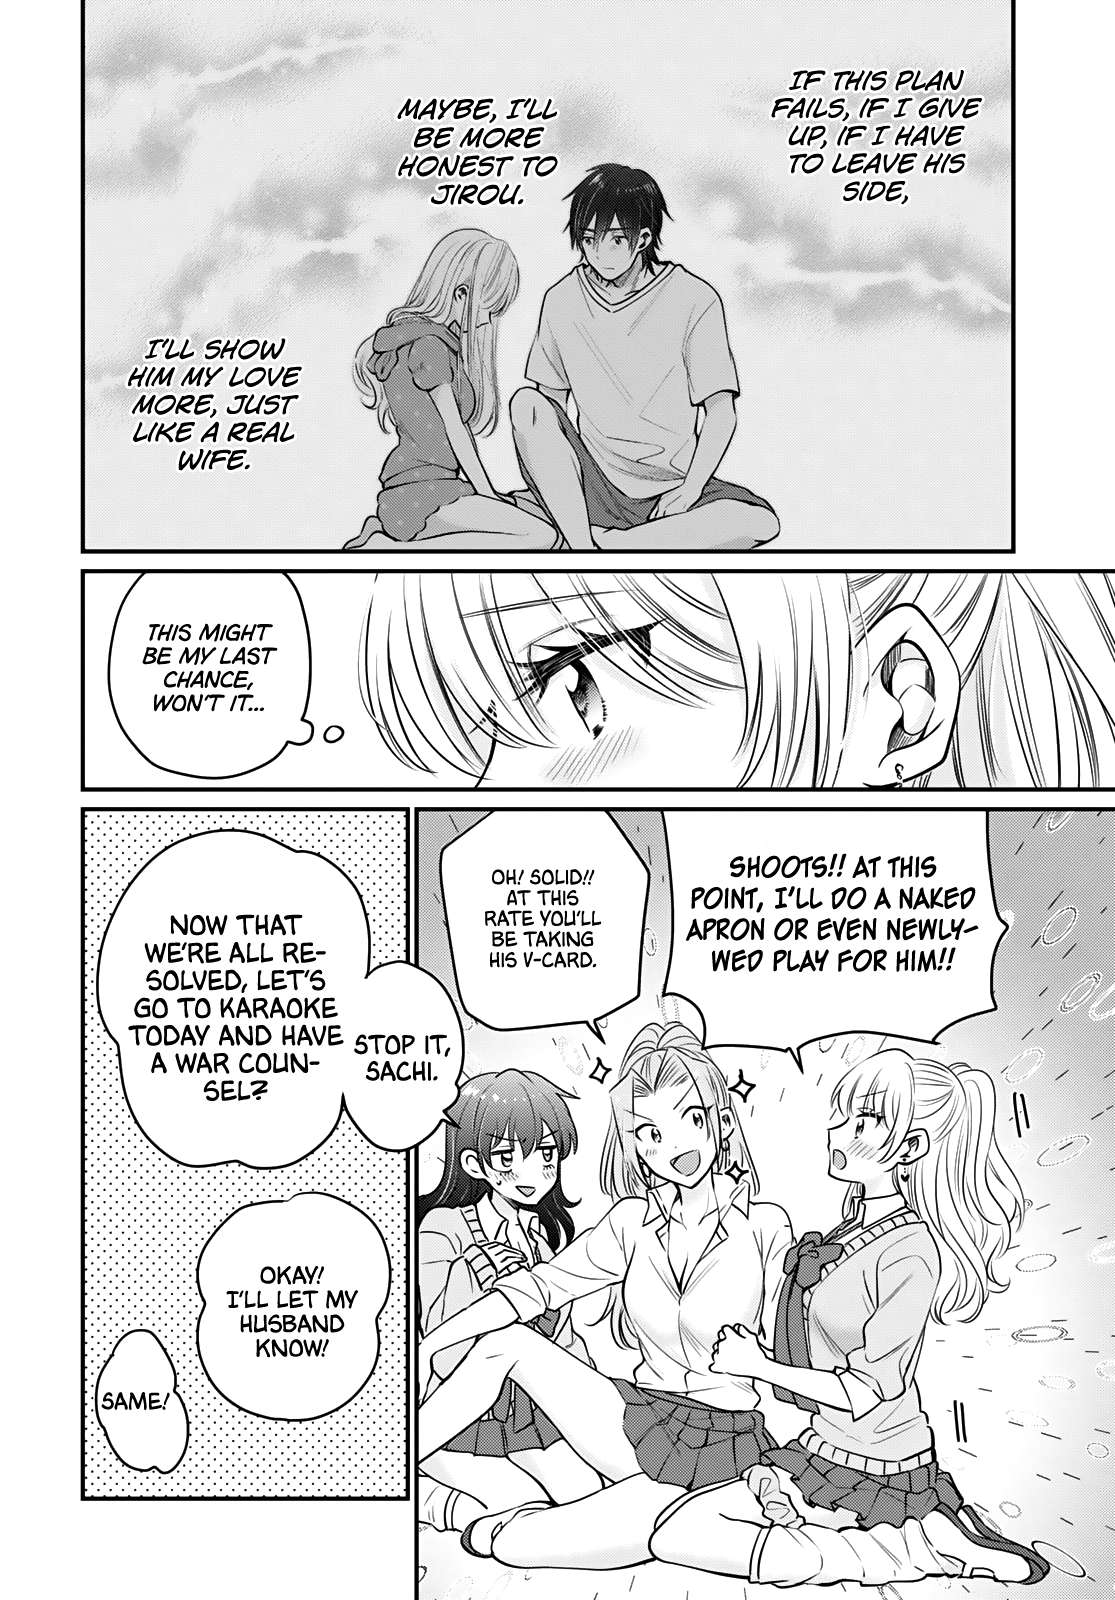 IF THIS PLAN
FAILS, IF I GIVE
UP, IF I HAVE
TO LEAVE HIS
SIDE,
MAYBE, I'LL
BE MORE
HONEST TO
JIROU.
I'LL SHOW
HIM MY LOVE
MORE, JUST
LIKE A REAL
WIFE.
THIS MIGHT
BE MY LAST
CHANCE,
WON'T IT...
SHOOTS!! AT THIS
POINT, I'LL DO A NAKED
APRON OR EVEN NEWLY-
WED PLAY FOR HIM!!
OH! SOLID!!
AT THIS
RATE YOU'LL
BE TAKING
HIS V-CARD.
STOP IT,
SACHI.
NOW THAT
WE'RE ALL RE-
SOLVED, LET'S
GO TO KARAOKE
TODAY AND HAVE
A WAR COUN-
SEL?
OKAY!
I'LL LET MY
HUSBAND
KNOW!
SAME!